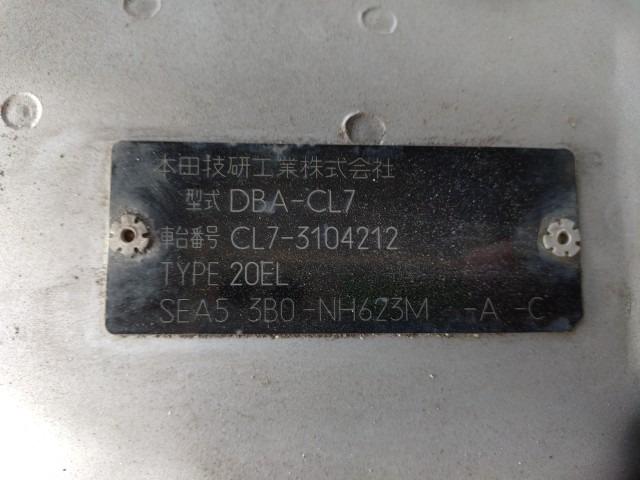 本田技研工業株式会社
型式 DBA-CL7
車台番号 CL7-3104212
TYPE 20EL
SEA5 3B0 -NH623M -A -C